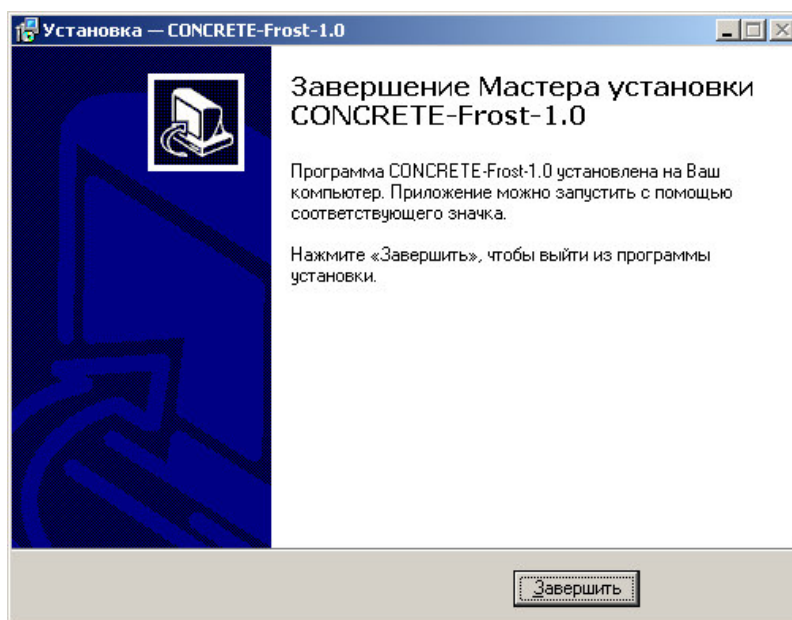 Установка — CONCRETE-Frost-1.0
Завершение Мастера установки
CONCRETE-Frost-1.0
Программа CONCRETE-Frost-1.0 установлена на Ваш
компьютер. Приложение можно запустить с помощью
соответствующего значка.
Нажмите «Завершить», чтобы выйти из программы
установки.
Завершить